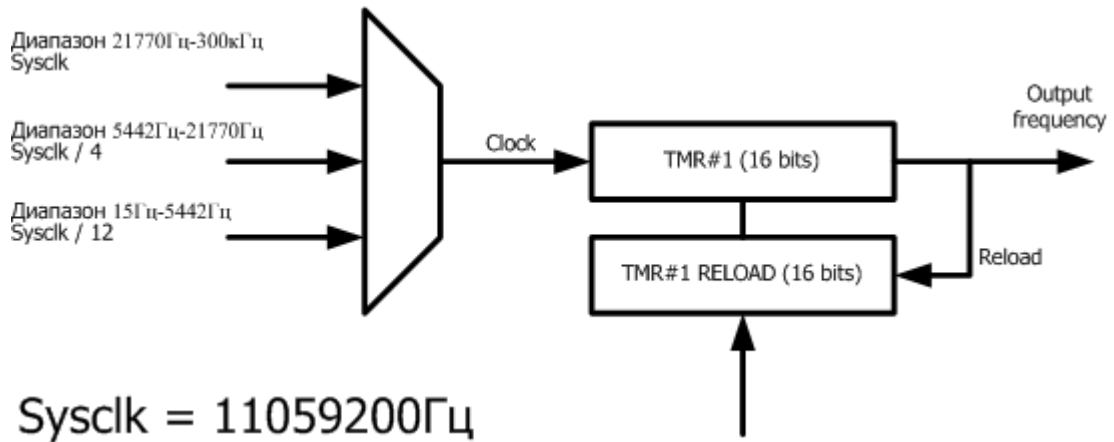 Диапазон 21770Гц-300кГц
Sysclk
Диапазон 5442Гц-21770Гц
Sysclk / 4
Диапазон 15Гц-5442Гц
Sysclk / 12
Clock
TMR#1 (16 bits)
Output
frequency
TMR#1 RELOAD (16 bits)
Reload
Sysclk = 11059200Гц